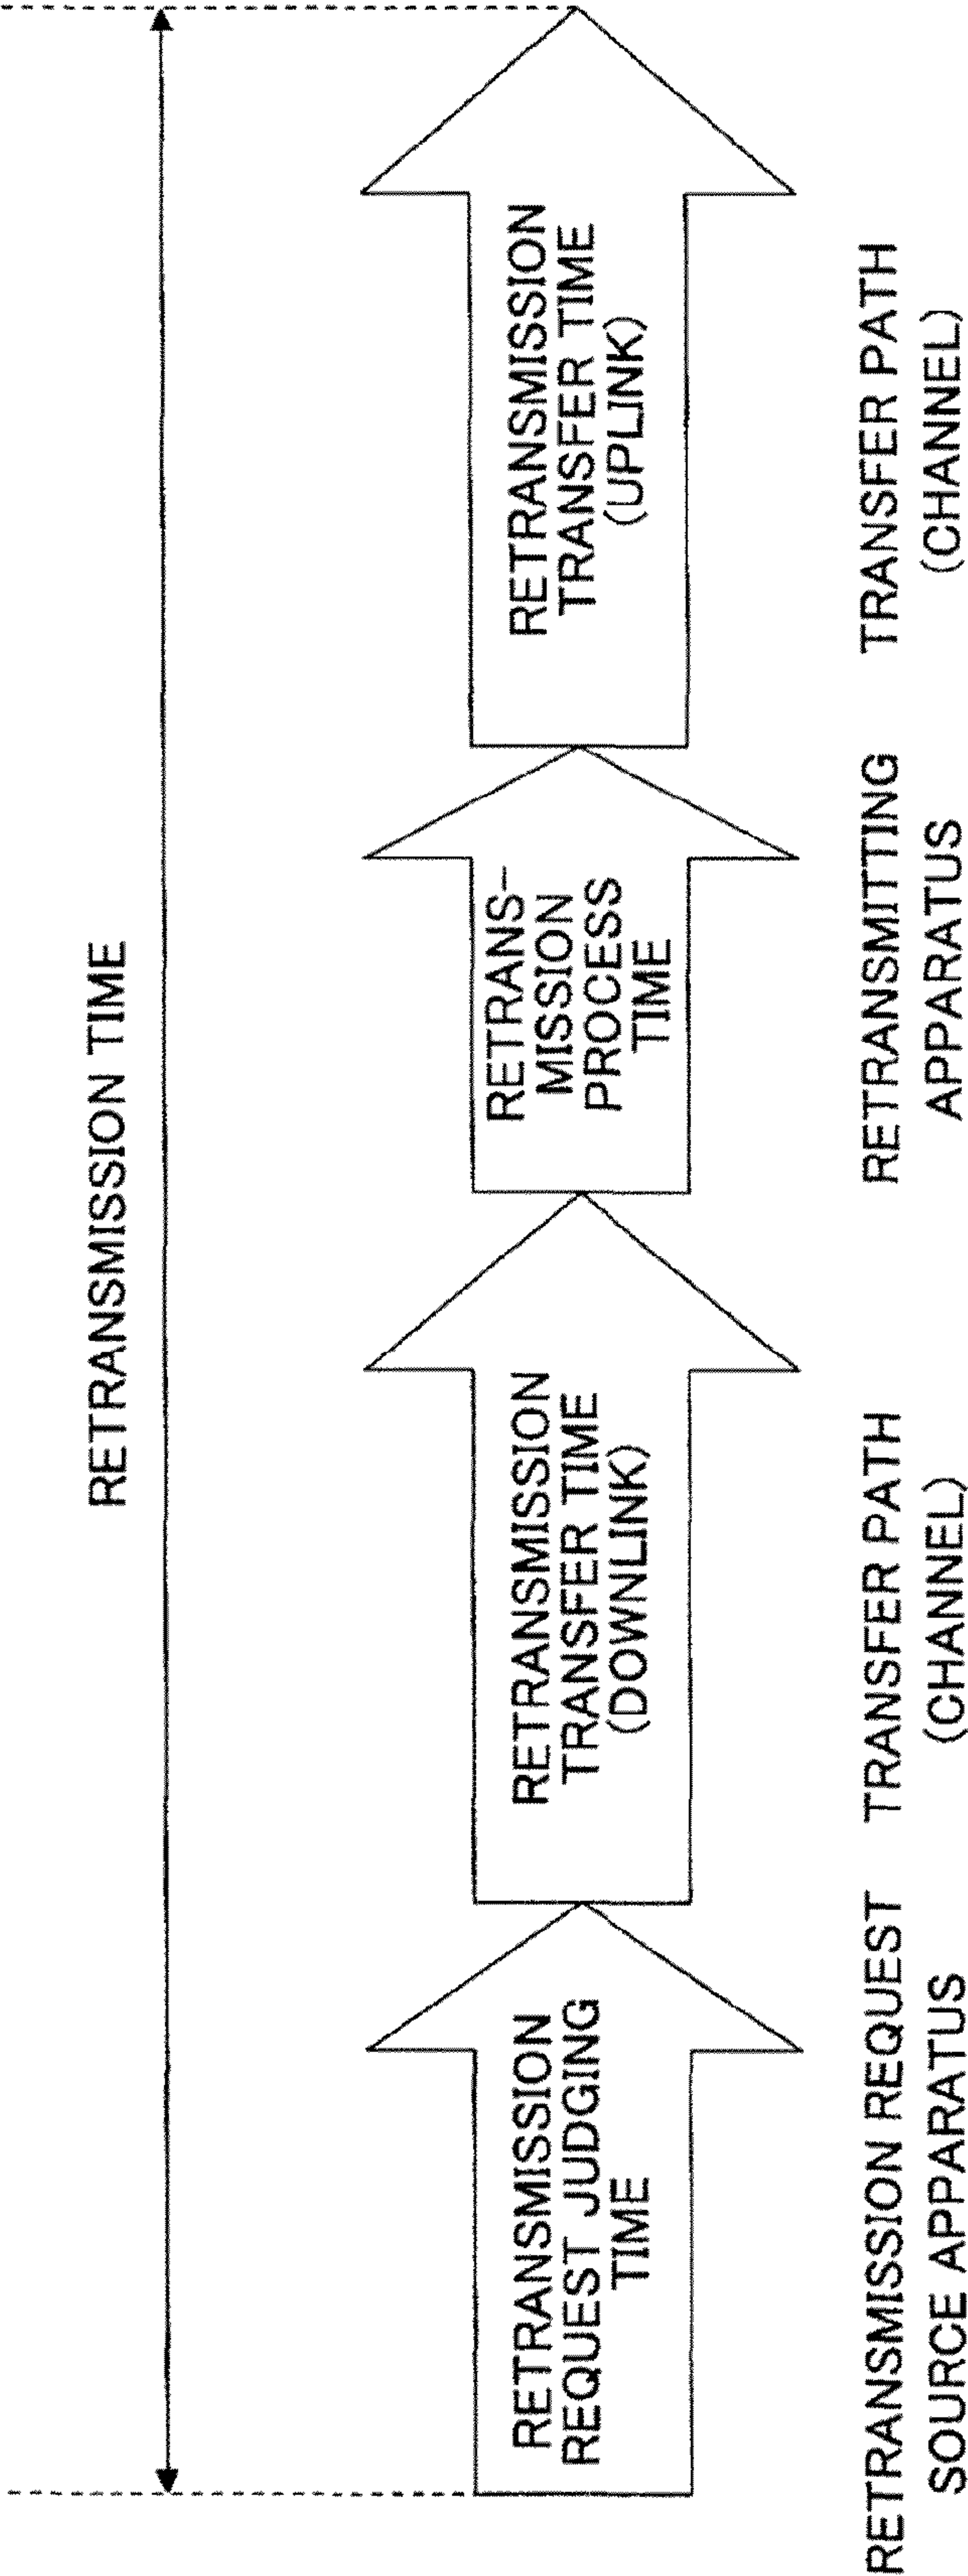 RETRANSMISSION TIME
RETRANSMISSION
REQUEST JUDGING
TIME
RETRANSMISSION
TRANSFER TIME
(DOWNLINK)
RETRANS-
MISSION
PROCESS
TIME
RETRANSMISSION
TRANSFER TIME
(UPLINK)
RETRANSMISSION REQUEST
SOURCE APPARATUS
TRANSFER PATH
(CHANNEL)
RETRANSMITTING
APPARATUS
TRANSFER PATH
(CHANNEL)